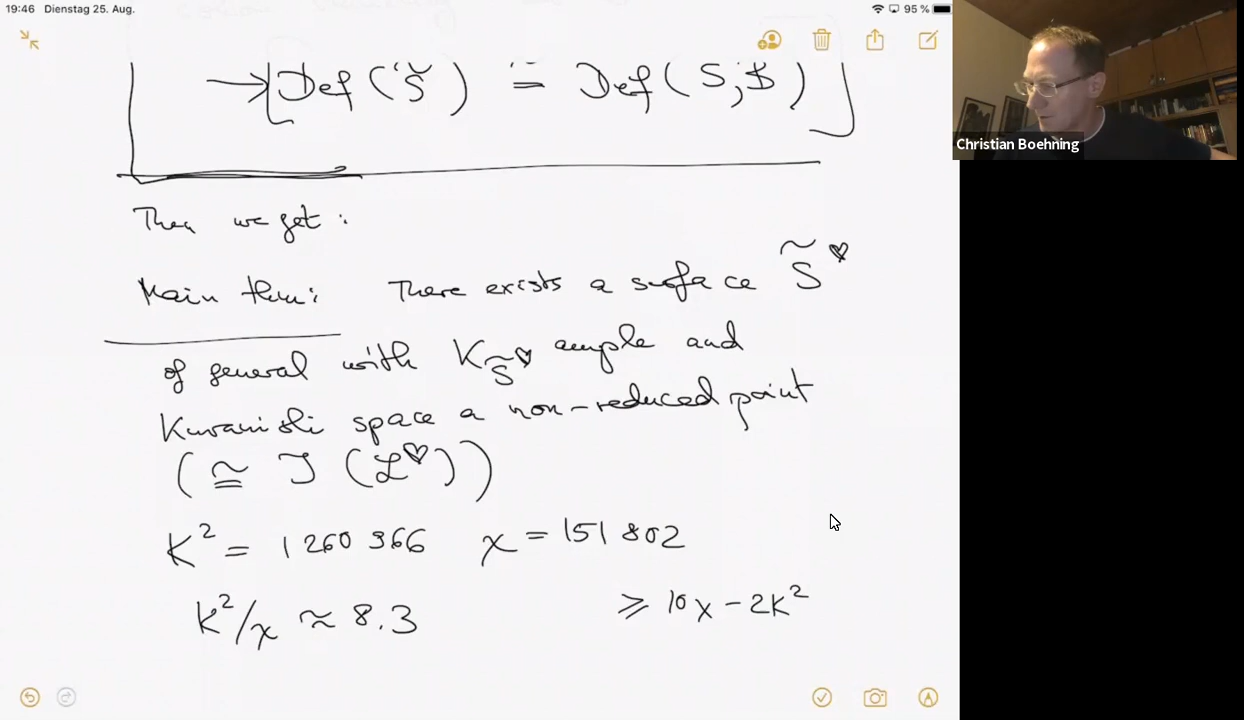 19:46 Dienstag 25. Aug.
95 %
→ Def ( S̃ ) = Def ( S, B )
Christian Boehning
Then we get :
Main thm: There exists a surface S̃♡
of general with K_S̃♡ ample and
Kuranishi space a non-reduced point
( ≅ I (L♡) )
K² = 1 260 366 χ = 151 802
K²/χ ≈ 8.3 ≥ 10χ - 2K²